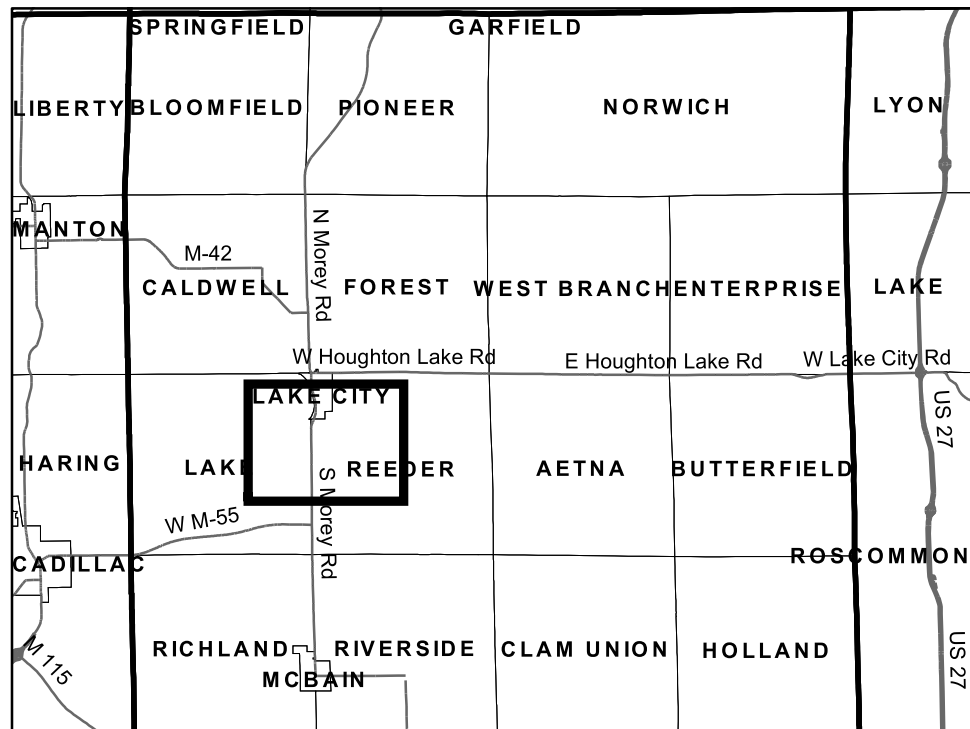 SPRINGFIELD
GARFIELD
LIBERTY
BLOOMFIELD
PIONEER
NORWICH
LYON
MANTON
M-42
N Morey Rd
CALDWELL
FOREST
WEST BRANCH
ENTERPRISE
LAKE
W Houghton Lake Rd
E Houghton Lake Rd
W Lake City Rd
LAKE CITY
US 27
HARING
LAKE
REEDER
AETNA
BUTTERFIELD
S Morey Rd
W M-55
CADILLAC
ROSCOMMON
RICHLAND
RIVERSIDE
CLAM UNION
HOLLAND
M 115
MCBAIN
US 27